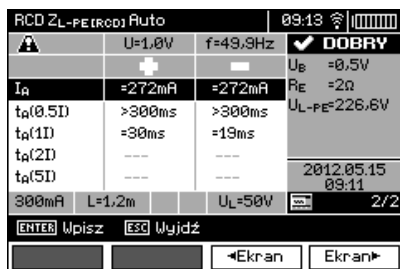 RCD ZL-PE[RCD] Auto 09:13
U=1,0V f=49,9Hz DOBRY
UB =0,5V
IA =272mA =272mA RE =2Ω
tA(0.5I) >300ms >300ms UL-PE=226,6V
tA(1I) =30ms =19ms
tA(2I) --- ---
tA(5I) --- --- 2012.05.15
09:11
300mA L=1,2m UL=50V 2/2
ENTER Wpisz ESC Wyjdź
◄Ekran Ekran►